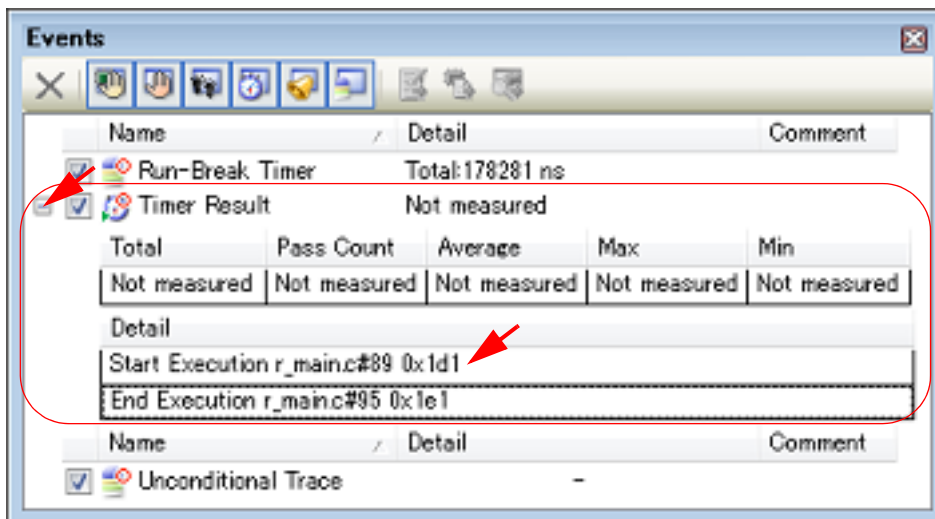 Events
Name Detail Comment
Run-Break Timer Total:178281 ns
Timer Result Not measured
Total Pass Count Average Max Min
Not measured Not measured Not measured Not measured Not measured
Detail
Start Execution r_main.c#89 0x1d1
End Execution r_main.c#95 0x1e1
Name Detail Comment
Unconditional Trace -